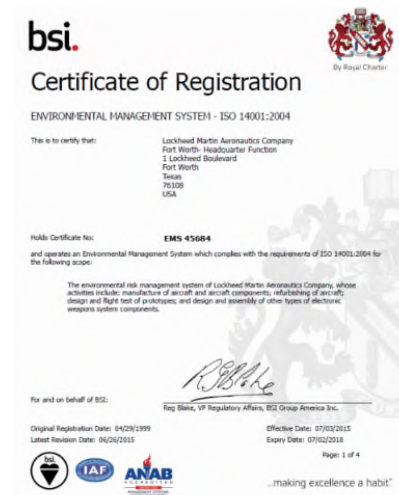 bsi.
By Royal Charter
Certificate of Registration
ENVIRONMENTAL MANAGEMENT SYSTEM - ISO 14001:2004
This is to certify that:
Lockheed Martin Aeronautics Company
Fort Worth- Headquarter Function
1 Lockheed Boulevard
Fort Worth
Texas
76108
USA
Holds Certificate No:
EMS 45684
and operates an Environmental Management System which complies with the requirements of ISO 14001:2004 for
the following scope:
The environmental risk management system of Lockheed Martin Aeronautics Company, whose
activities include: manufacture of aircraft and aircraft components; refurbishing of aircraft;
design and flight test of prototypes; and design and assembly of other types of electronic
weapons system components.
For and on behalf of BSI:
Reg Blake, VP Regulatory Affairs, BSI Group America Inc.
Original Registration Date: 04/29/1999
Effective Date: 07/03/2015
Latest Revision Date: 06/26/2015
Expiry Date: 07/02/2018
Page: 1 of 4
bsi.
IAF
ANAB
ACCREDITED
...making excellence a habit.